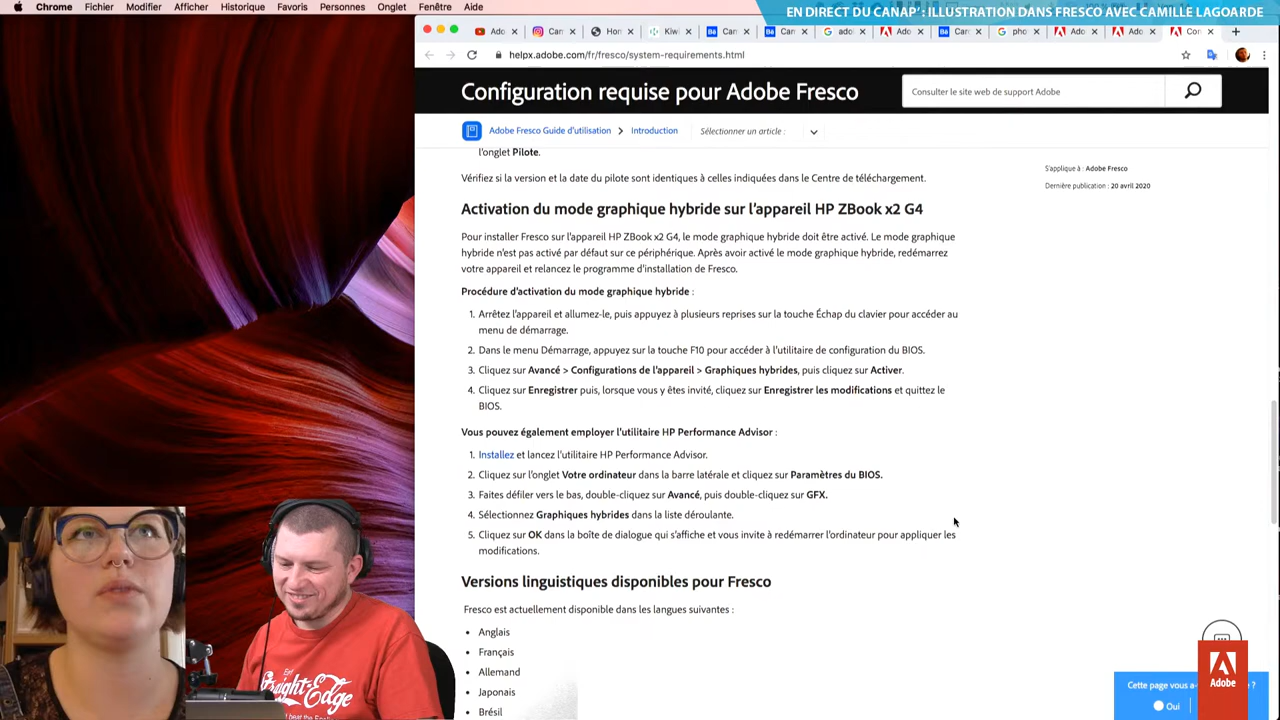 Chrome Fichier Modifier Afficher Historique Favoris Personnes Onglet Fenêtre Aide
EN DIRECT DU CANAP' : ILLUSTRATION DANS FRESCO AVEC CAMILLE LAGOARDE
Ado Can Hon Kiwi Can Can ado Ado Can pho Ado Ado Con
helpx.adobe.com/fr/fresco/system-requirements.html
Configuration requise pour Adobe Fresco
Consulter le site web de support Adobe
Adobe Fresco Guide d'utilisation > Introduction Sélectionner un article :
l'onglet Pilote.
S'applique à : Adobe Fresco
Vérifiez si la version et la date du pilote sont identiques à celles indiquées dans le Centre de téléchargement.
Dernière publication : 20 avril 2020
Activation du mode graphique hybride sur l'appareil HP ZBook x2 G4
Pour installer Fresco sur l'appareil HP ZBook x2 G4, le mode graphique hybride doit être activé. Le mode graphique
hybride n'est pas activé par défaut sur ce périphérique. Après avoir activé le mode graphique hybride, redémarrez
votre appareil et relancez le programme d'installation de Fresco.
Procédure d'activation du mode graphique hybride :
1. Arrêtez l'appareil et allumez-le, puis appuyez à plusieurs reprises sur la touche Échap du clavier pour accéder au
menu de démarrage.
2. Dans le menu Démarrage, appuyez sur la touche F10 pour accéder à l'utilitaire de configuration du BIOS.
3. Cliquez sur Avancé > Configurations de l'appareil > Graphiques hybrides, puis cliquez sur Activer.
4. Cliquez sur Enregistrer puis, lorsque vous y êtes invité, cliquez sur Enregistrer les modifications et quittez le
BIOS.
Vous pouvez également employer l'utilitaire HP Performance Advisor :
1. Installez et lancez l'utilitaire HP Performance Advisor.
2. Cliquez sur l'onglet Votre ordinateur dans la barre latérale et cliquez sur Paramètres du BIOS.
3. Faites défiler vers le bas, double-cliquez sur Avancé, puis double-cliquez sur GFX.
4. Sélectionnez Graphiques hybrides dans la liste déroulante.
5. Cliquez sur OK dans la boîte de dialogue qui s'affiche et vous invite à redémarrer l'ordinateur pour appliquer les
modifications.
Versions linguistiques disponibles pour Fresco
Fresco est actuellement disponible dans les langues suivantes :
• Anglais
• Français
• Allemand
• Japonais
• Brésil
Straight-Edge
Adobe
Cette page vous a- e ?
Oui